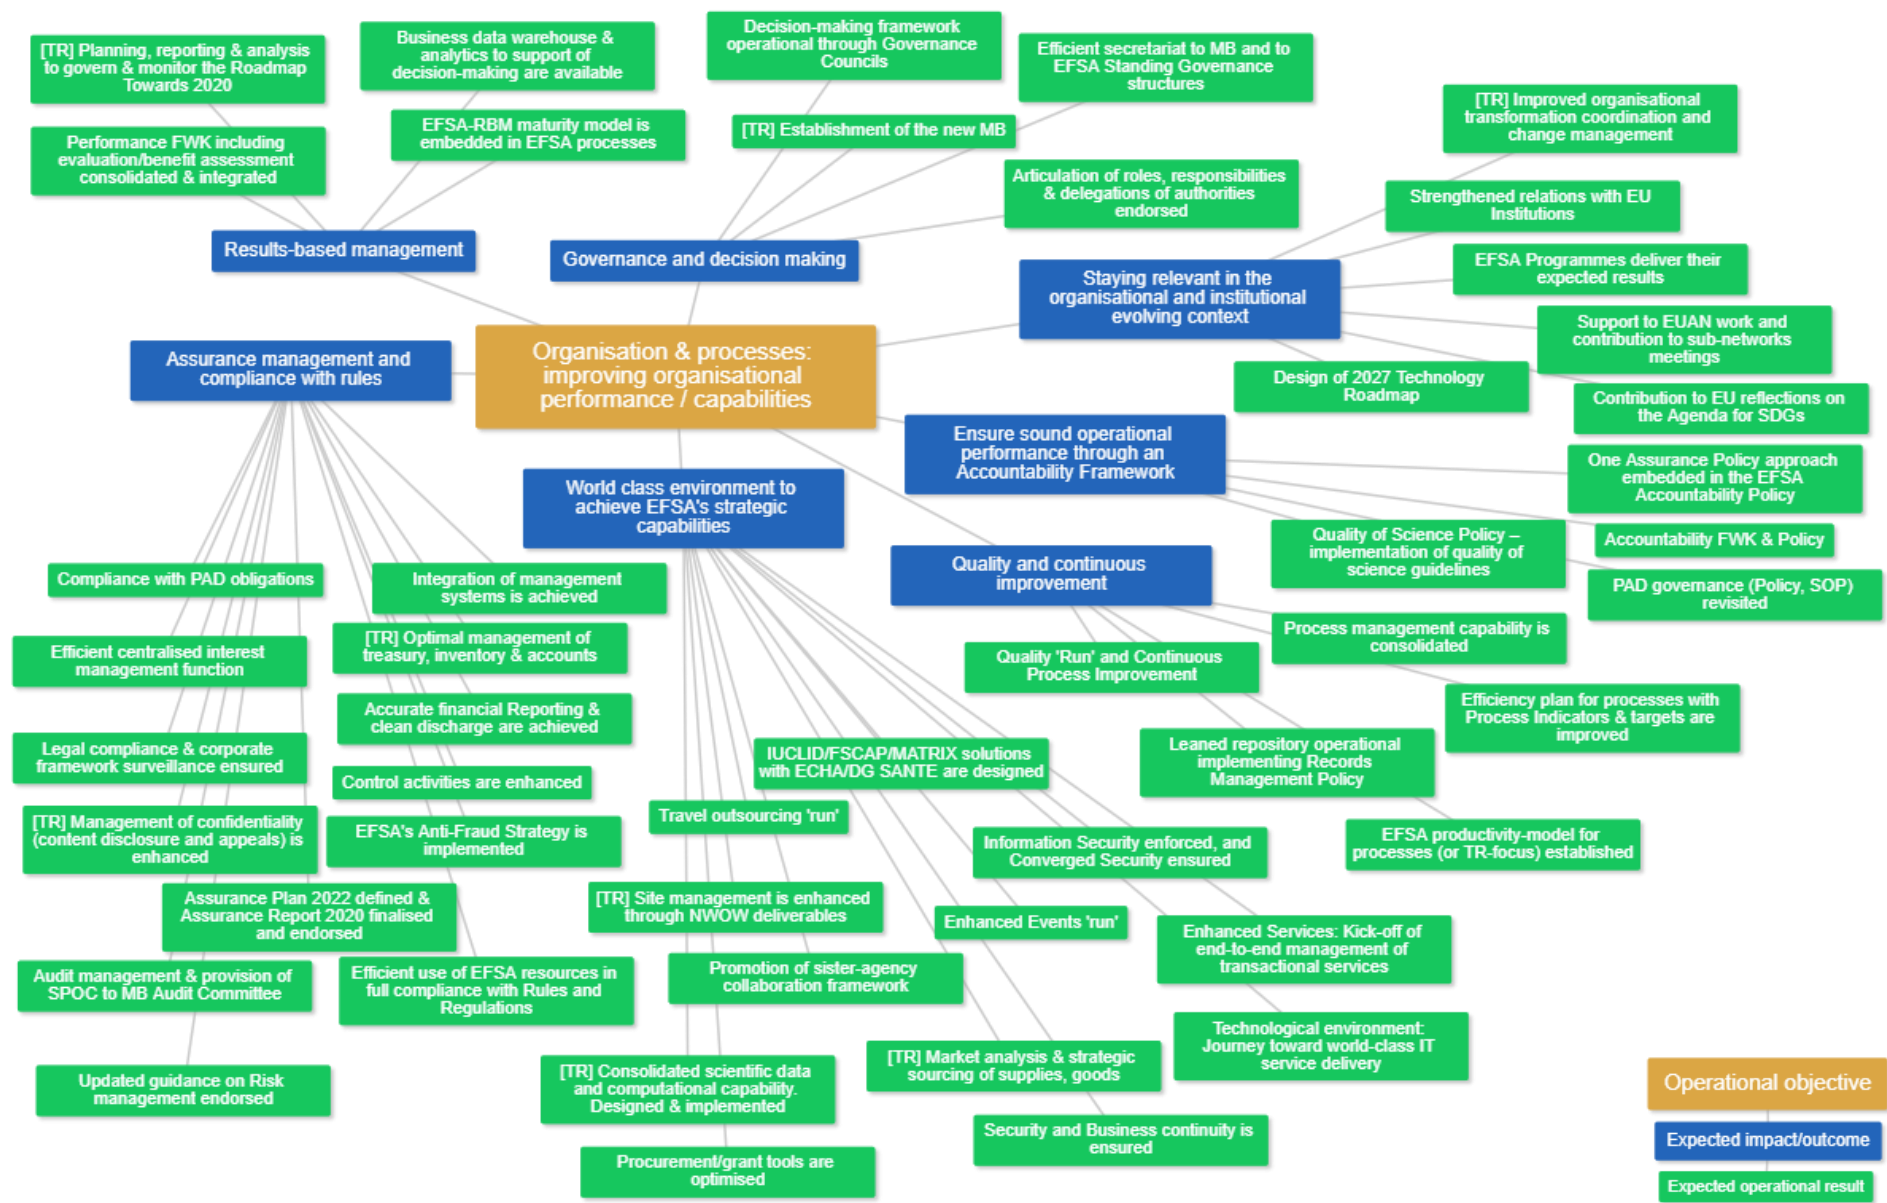 [TR] Planning, reporting & analysis
to govern & monitor the Roadmap
Towards 2020
Business data warehouse &
analytics to support of
decision-making are available
Decision-making framework
operational through Governance
Councils
Efficient secretariat to MB and to
EFSA Standing Governance
structures
[TR] Improved organisational
transformation coordination and
change management
Performance FWK including
evaluation/benefit assessment
consolidated & integrated
EFSA-RBM maturity model is
embedded in EFSA processes
[TR] Establishment of the new MB
Articulation of roles, responsibilities
& delegations of authorities
endorsed
Strengthened relations with EU
Institutions
Results-based management
Governance and decision making
Staying relevant in the
organisational and institutional
evolving context
EFSA Programmes deliver their
expected results
Support to EUAN work and
contribution to sub-networks
meetings
Assurance management and
compliance with rules
Organisation & processes:
improving organisational
performance / capabilities
Design of 2027 Technology
Roadmap
Contribution to EU reflections on
the Agenda for SDGs
Ensure sound operational
performance through an
Accountability Framework
One Assurance Policy approach
embedded in the EFSA
Accountability Policy
World class environment to
achieve EFSA's strategic
capabilities
Quality of Science Policy –
implementation of quality of
science guidelines
Accountability FWK & Policy
Quality and continuous
improvement
PAD governance (Policy, SOP)
revisited
Compliance with PAD obligations
Integration of management
systems is achieved
Process management capability is
consolidated
Efficient centralised interest
management function
[TR] Optimal management of
treasury, inventory & accounts
Quality 'Run' and Continuous
Process Improvement
Efficiency plan for processes with
Process Indicators & targets are
improved
Accurate financial Reporting &
clean discharge are achieved
Legal compliance & corporate
framework surveillance ensured
IUCLID/FSCAP/MATRIX solutions
with ECHA/DG SANTE are designed
Leaned repository operational
implementing Records
Management Policy
Control activities are enhanced
Travel outsourcing 'run'
[TR] Management of confidentiality
(content disclosure and appeals) is
enhanced
EFSA's Anti-Fraud Strategy is
implemented
Information Security enforced, and
Converged Security ensured
EFSA productivity-model for
processes (or TR-focus) established
Assurance Plan 2022 defined &
Assurance Report 2020 finalised
and endorsed
[TR] Site management is enhanced
through NWOW deliverables
Enhanced Events 'run'
Enhanced Services: Kick-off of
end-to-end management of
transactional services
Audit management & provision of
SPOC to MB Audit Committee
Efficient use of EFSA resources in
full compliance with Rules and
Regulations
Promotion of sister-agency
collaboration framework
Technological environment:
Journey toward world-class IT
service delivery
Updated guidance on Risk
management endorsed
[TR] Consolidated scientific data
and computational capability.
Designed & implemented
[TR] Market analysis & strategic
sourcing of supplies, goods
Security and Business continuity is
ensured
Procurement/grant tools are
optimised
Operational objective
Expected impact/outcome
Expected operational result